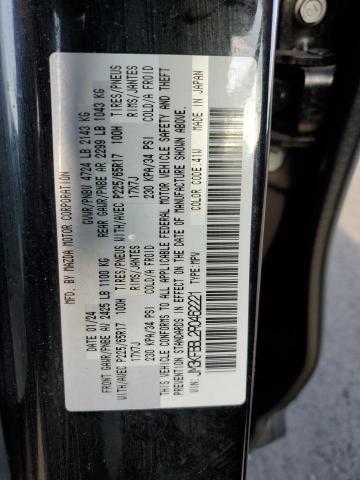 MFD. BY MAZDA MOTOR CORPORATION
DATE: 01/24 GVWR/PNBV 4724 LB 2143 KG
FRONT GAWR/PNBE AV 2425 LB 1100 KG REAR GAWR/PNBE AR 2299 LB 1043 KG
WITH/AVEC P225/65R17 100H TIRES/PNEUS WITH/AVEC P225/65R17 100H TIRES/PNEUS
17X7J RIMS/JANTES 17X7J RIMS/JANTES
230 KPA/34 PSI COLD/A FROID 230 KPA/34 PSI COLD/A FROID
THIS VEHICLE CONFORMS TO ALL APPLICABLE FEDERAL MOTOR VEHICLE SAFETY AND THEFT
PREVENTION STANDARDS IN EFFECT ON THE DATE OF MANUFACTURE SHOWN ABOVE.
COLOR CODE:41W MADE IN JAPAN
TYPE:MPV